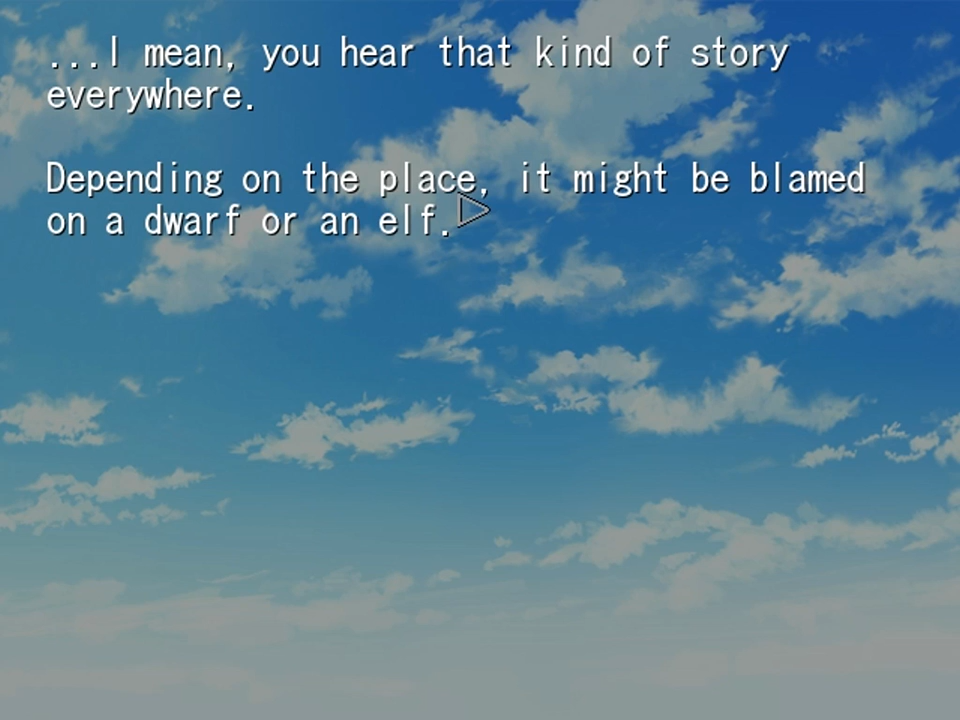 ...I mean, you hear that kind of story
everywhere.
Depending on the place, it might be blamed
on a dwarf or an elf.